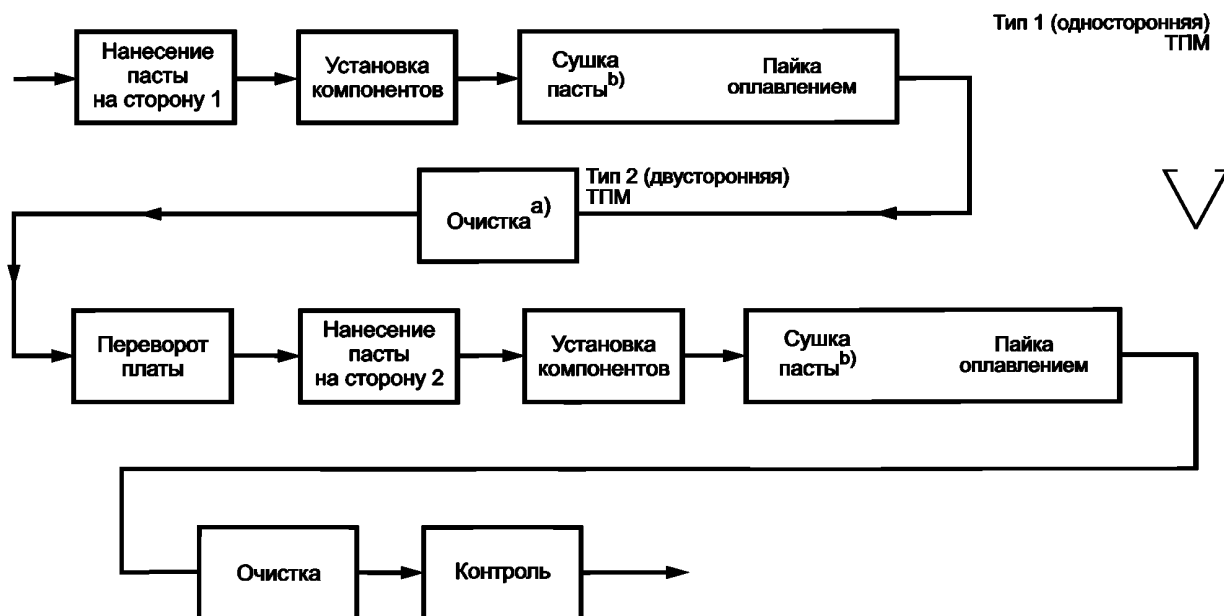 Тип 1 (односторонняя)
ТПМ
Нанесение
пасты
на сторону 1
Установка
компонентов
Сушка
пасты b)
Пайка
оплавлением
Тип 2 (двусторонняя)
ТПМ
Очистка a)
Переворот
платы
Нанесение
пасты
на сторону 2
Установка
компонентов
Сушка
пасты b)
Пайка
оплавлением
Очистка
Контроль